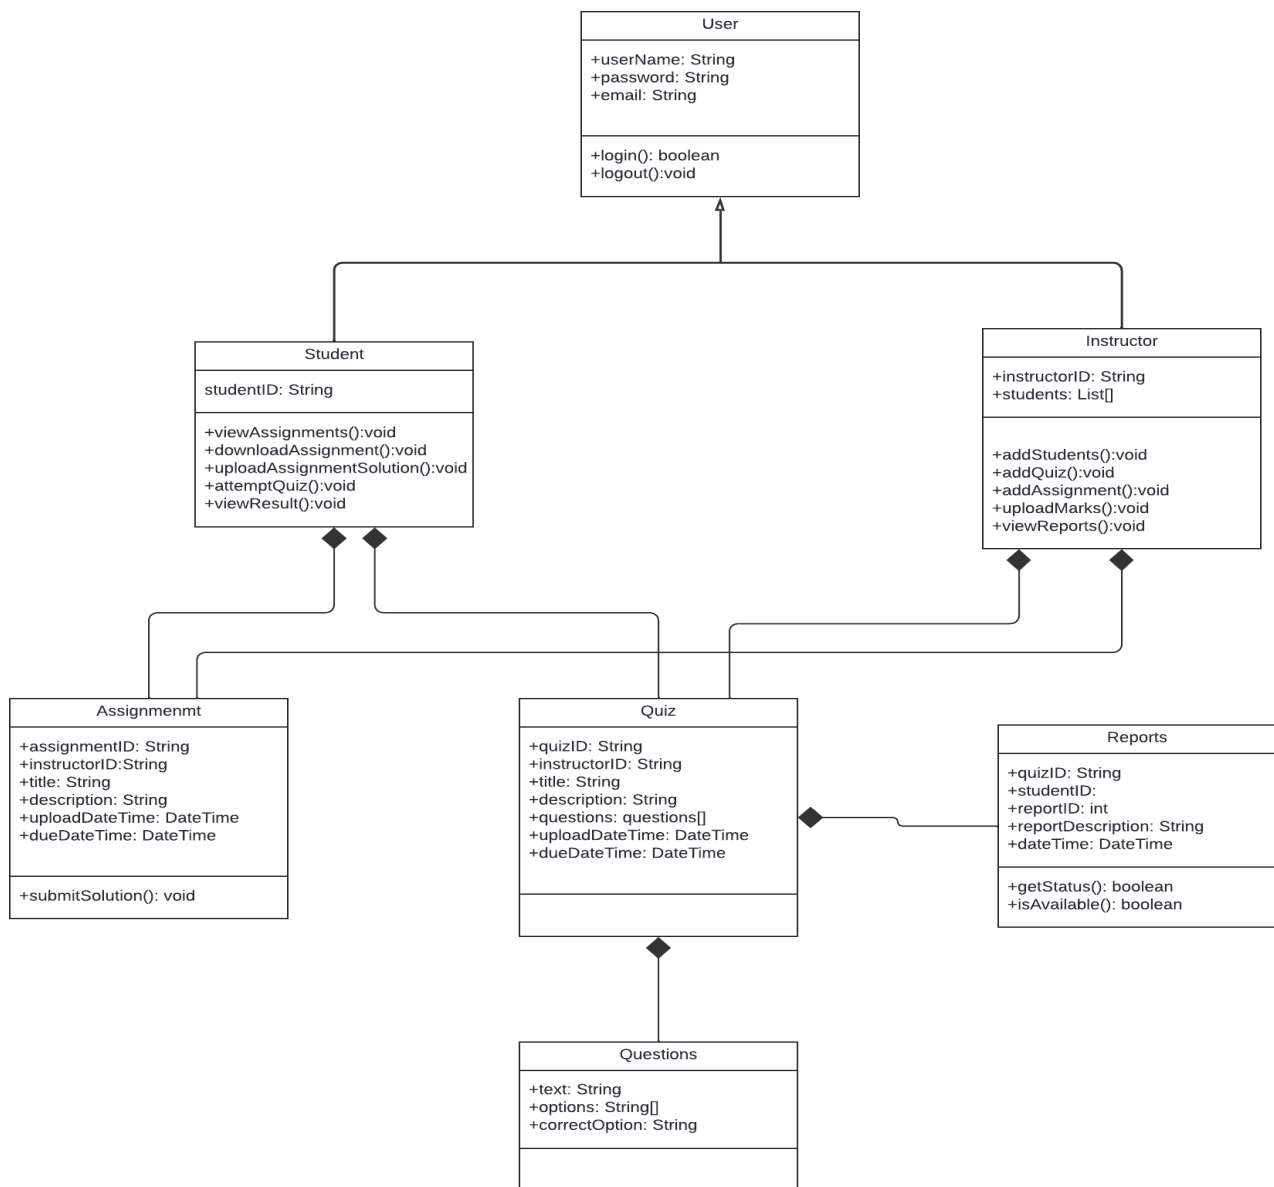 User
+userName: String
+password: String
+email: String
+login(): boolean
+logout():void
Student
studentID: String
+viewAssignments():void
+downloadAssignment():void
+uploadAssignmentSolution():void
+attemptQuiz():void
+viewResult():void
Instructor
+instructorID: String
+students: List[]
+addStudents():void
+addQuiz():void
+addAssignment():void
+uploadMarks():void
+viewReports():void
Assignmenmt
+assignmentID: String
+instructorID:String
+title: String
+description: String
+uploadDateTime: DateTime
+dueDateTime: DateTime
+submitSolution(): void
Quiz
+quizID: String
+instructorID: String
+title: String
+description: String
+questions: questions[]
+uploadDateTime: DateTime
+dueDateTime: DateTime
Reports
+quizID: String
+studentID:
+reportID: int
+reportDescription: String
+dateTime: DateTime
+getStatus(): boolean
+isAvailable(): boolean
Questions
+text: String
+options: String[]
+correctOption: String